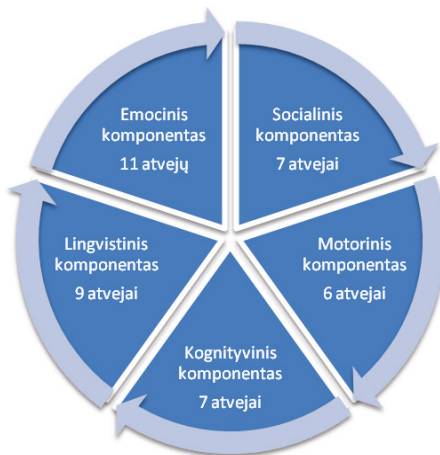 Emocinis
komponentas
11 atvejų
Socialinis
komponentas
7 atvejai
Motorinis
komponentas
6 atvejai
Kognityvinis
komponentas
7 atvejai
Lingvistinis
komponentas
9 atvejai